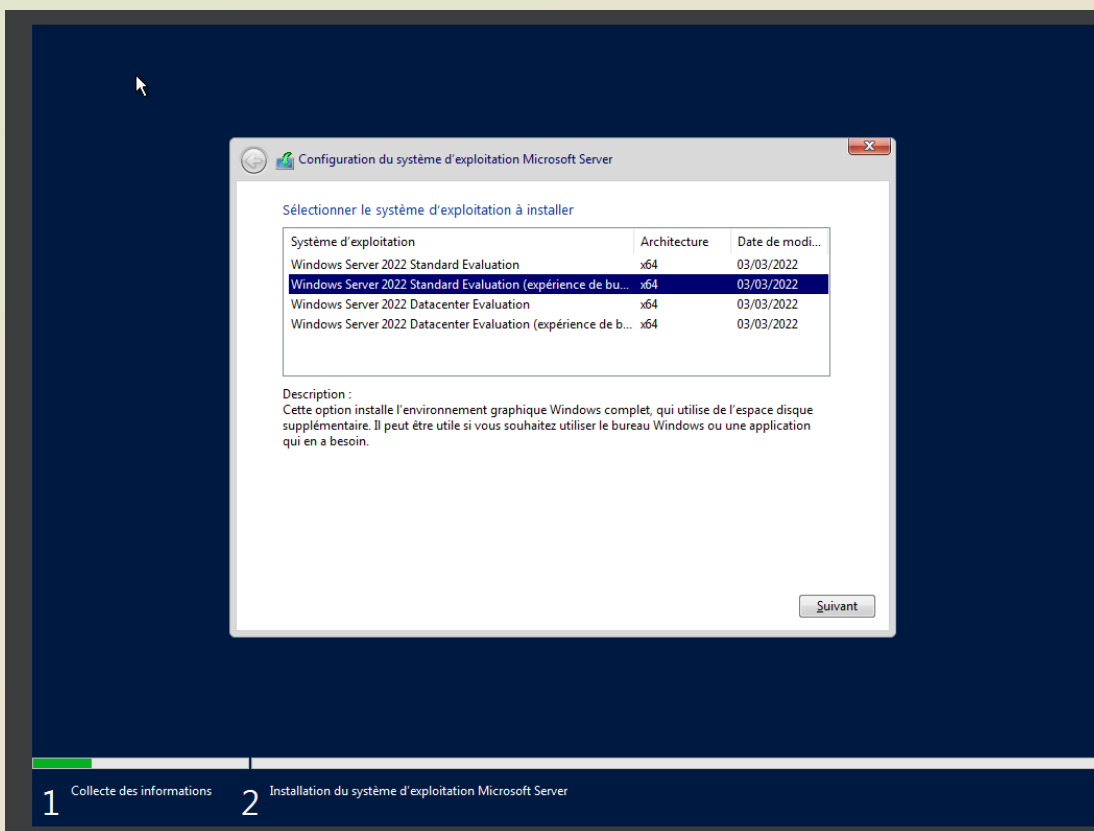 Configuration du système d'exploitation Microsoft Server
X
Sélectionner le système d'exploitation à installer
Système d'exploitation Architecture Date de modi...
Windows Server 2022 Standard Evaluation x64 03/03/2022
Windows Server 2022 Standard Evaluation (expérience de bu... x64 03/03/2022
Windows Server 2022 Datacenter Evaluation x64 03/03/2022
Windows Server 2022 Datacenter Evaluation (expérience de b... x64 03/03/2022
Description :
Cette option installe l'environnement graphique Windows complet, qui utilise de l'espace disque
supplémentaire. Il peut être utile si vous souhaitez utiliser le bureau Windows ou une application
qui en a besoin.
Suivant
1 Collecte des informations 2 Installation du système d'exploitation Microsoft Server